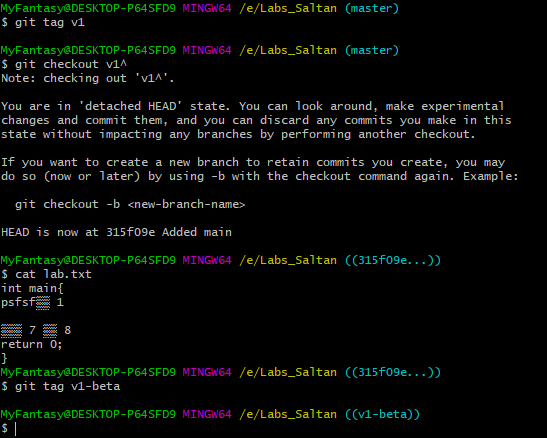 MyFantasy@DESKTOP-P64SFD9 MINGW64 /e/Labs_Saltan (master)
$ git tag v1
MyFantasy@DESKTOP-P64SFD9 MINGW64 /e/Labs_Saltan (master)
$ git checkout v1^
Note: checking out 'v1^'.
You are in 'detached HEAD' state. You can look around, make experimental
changes and commit them, and you can discard any commits you make in this
state without impacting any branches by performing another checkout.
If you want to create a new branch to retain commits you create, you may
do so (now or later) by using -b with the checkout command again. Example:
git checkout -b <new-branch-name>
HEAD is now at 315f09e Added main
MyFantasy@DESKTOP-P64SFD9 MINGW64 /e/Labs_Saltan ((315f09e...))
$ cat lab.txt
int main{
psfsf▒▒ 1
▒▒▒ 7 ▒▒ 8
return 0;
}
MyFantasy@DESKTOP-P64SFD9 MINGW64 /e/Labs_Saltan ((315f09e...))
$ git tag v1-beta
MyFantasy@DESKTOP-P64SFD9 MINGW64 /e/Labs_Saltan ((v1-beta))
$